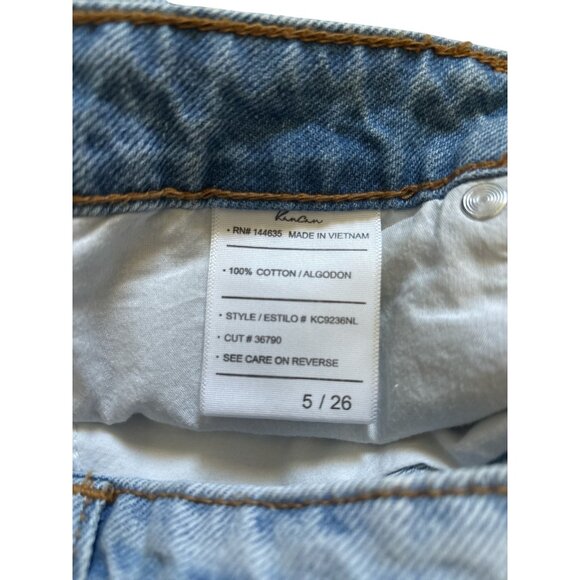 KanCan
• RN# 144635 MADE IN VIETNAM
• 100% COTTON / ALGODON
• STYLE / ESTILO # KC9236NL
CUT # 36790
• SEE CARE ON REVERSE
5 / 26